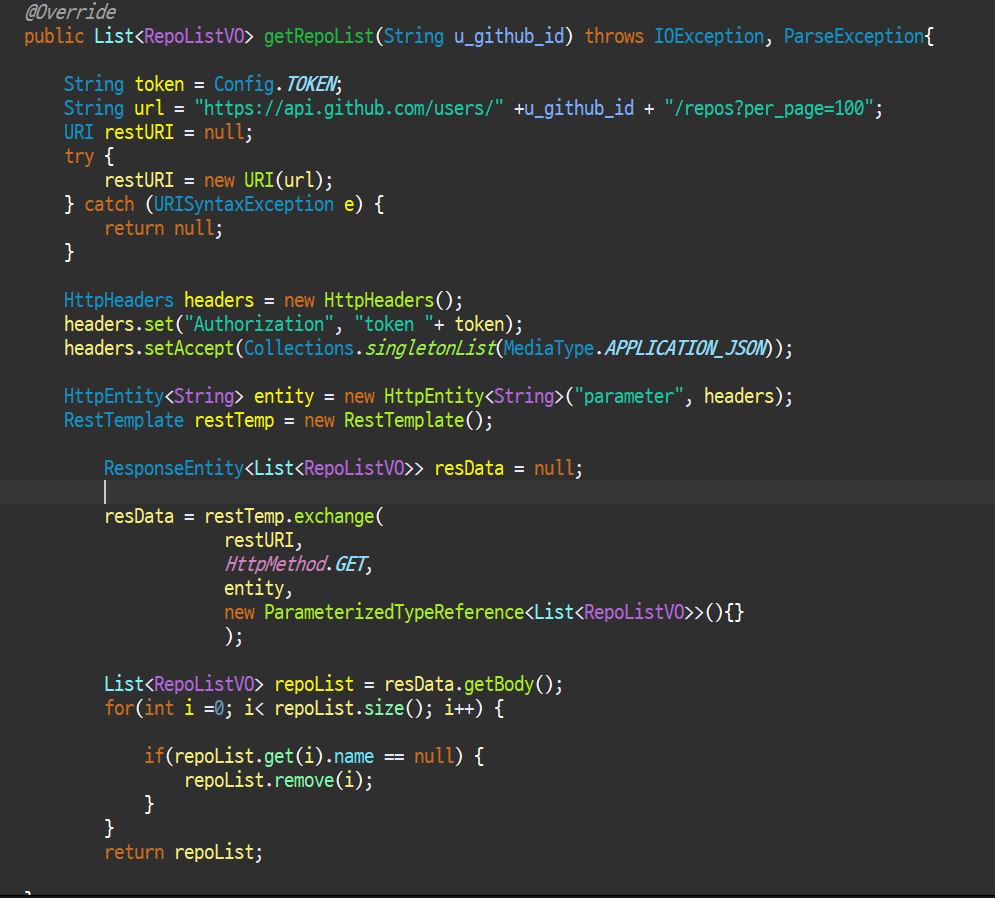 @Override
public List<RepoListVO> getRepoList(String u_github_id) throws IOException, ParseException{
String token = Config.TOKEN;
String url = "https://api.github.com/users/" +u_github_id + "/repos?per_page=100";
URI restURI = null;
try {
restURI = new URI(url);
} catch (URISyntaxException e) {
return null;
}
HttpHeaders headers = new HttpHeaders();
headers.set("Authorization", "token "+ token);
headers.setAccept(Collections.singletonList(MediaType.APPLICATION_JSON));
HttpEntity<String> entity = new HttpEntity<String>("parameter", headers);
RestTemplate restTemp = new RestTemplate();
ResponseEntity<List<RepoListVO>> resData = null;
resData = restTemp.exchange(
restURI,
HttpMethod.GET,
entity,
new ParameterizedTypeReference<List<RepoListVO>>(){}
);
List<RepoListVO> repoList = resData.getBody();
for(int i =0; i< repoList.size(); i++) {
if(repoList.get(i).name == null) {
repoList.remove(i);
}
}
return repoList;